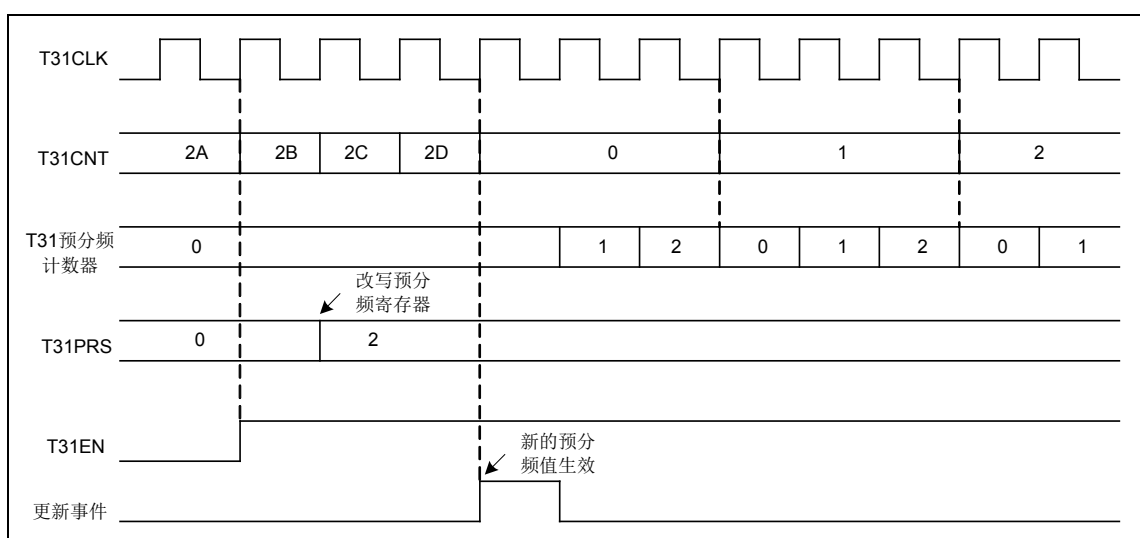 T31CLK
T31CNT 2A 2B 2C 2D 0 1 2
T31预分频
计数器
0 1 2 0 1 2 0 1
改写预分
频寄存器
T31PRS 0 2
T31EN
新的预分
频值生效
更新事件